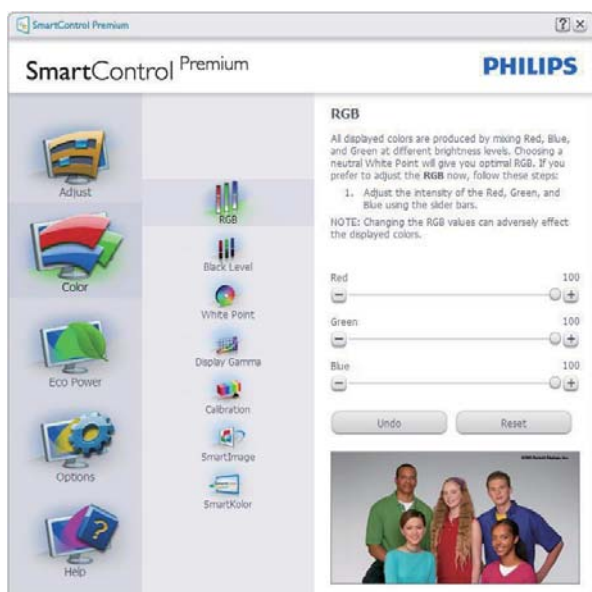 SmartControl Premium
SmartControl Premium
PHILIPS
Adjust
Color
Eco Power
Options
Help
RGB
Black Level
White Point
Display Gamma
Calibration
SmartImage
SmartKolor
RGB
All displayed colors are produced by mixing Red, Blue,
and Green at different brightness levels. Choosing a
neutral White Point will give you optimal RGB. If you
prefer to adjust the RGB now, follow these steps:
1. Adjust the intensity of the Red, Green, and
Blue using the slider bars.
NOTE: Changing the RGB values can adversely effect
the displayed colors.
Red 100
Green 100
Blue 100
Undo Reset